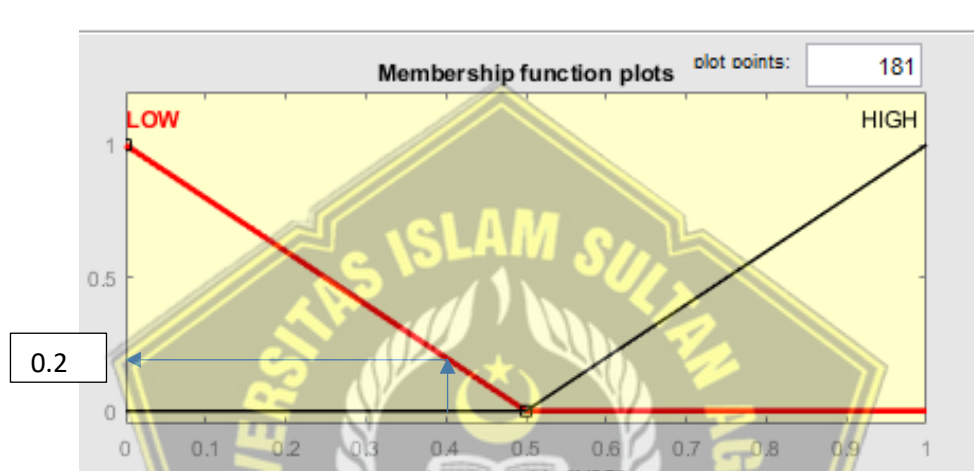 Membership function plots
plot points:
181
LOW
HIGH
1
0.5
0.2
0
0 0.1 0.2 0.3 0.4 0.5 0.6 0.7 0.8 0.9 1
ISLAM SULTAN AG